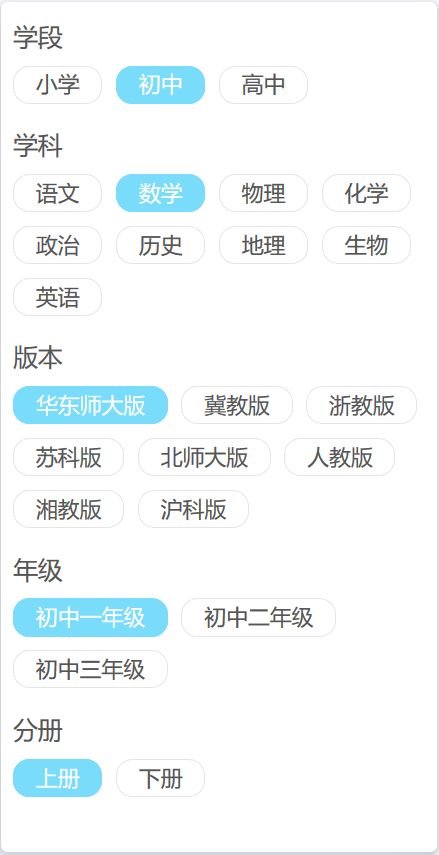 学段
小学 初中 高中
学科
语文 数学 物理 化学
政治 历史 地理 生物
英语
版本
华东师大版 冀教版 浙教版
苏科版 北师大版 人教版
湘教版 沪科版
年级
初中一年级 初中二年级
初中三年级
分册
上册 下册